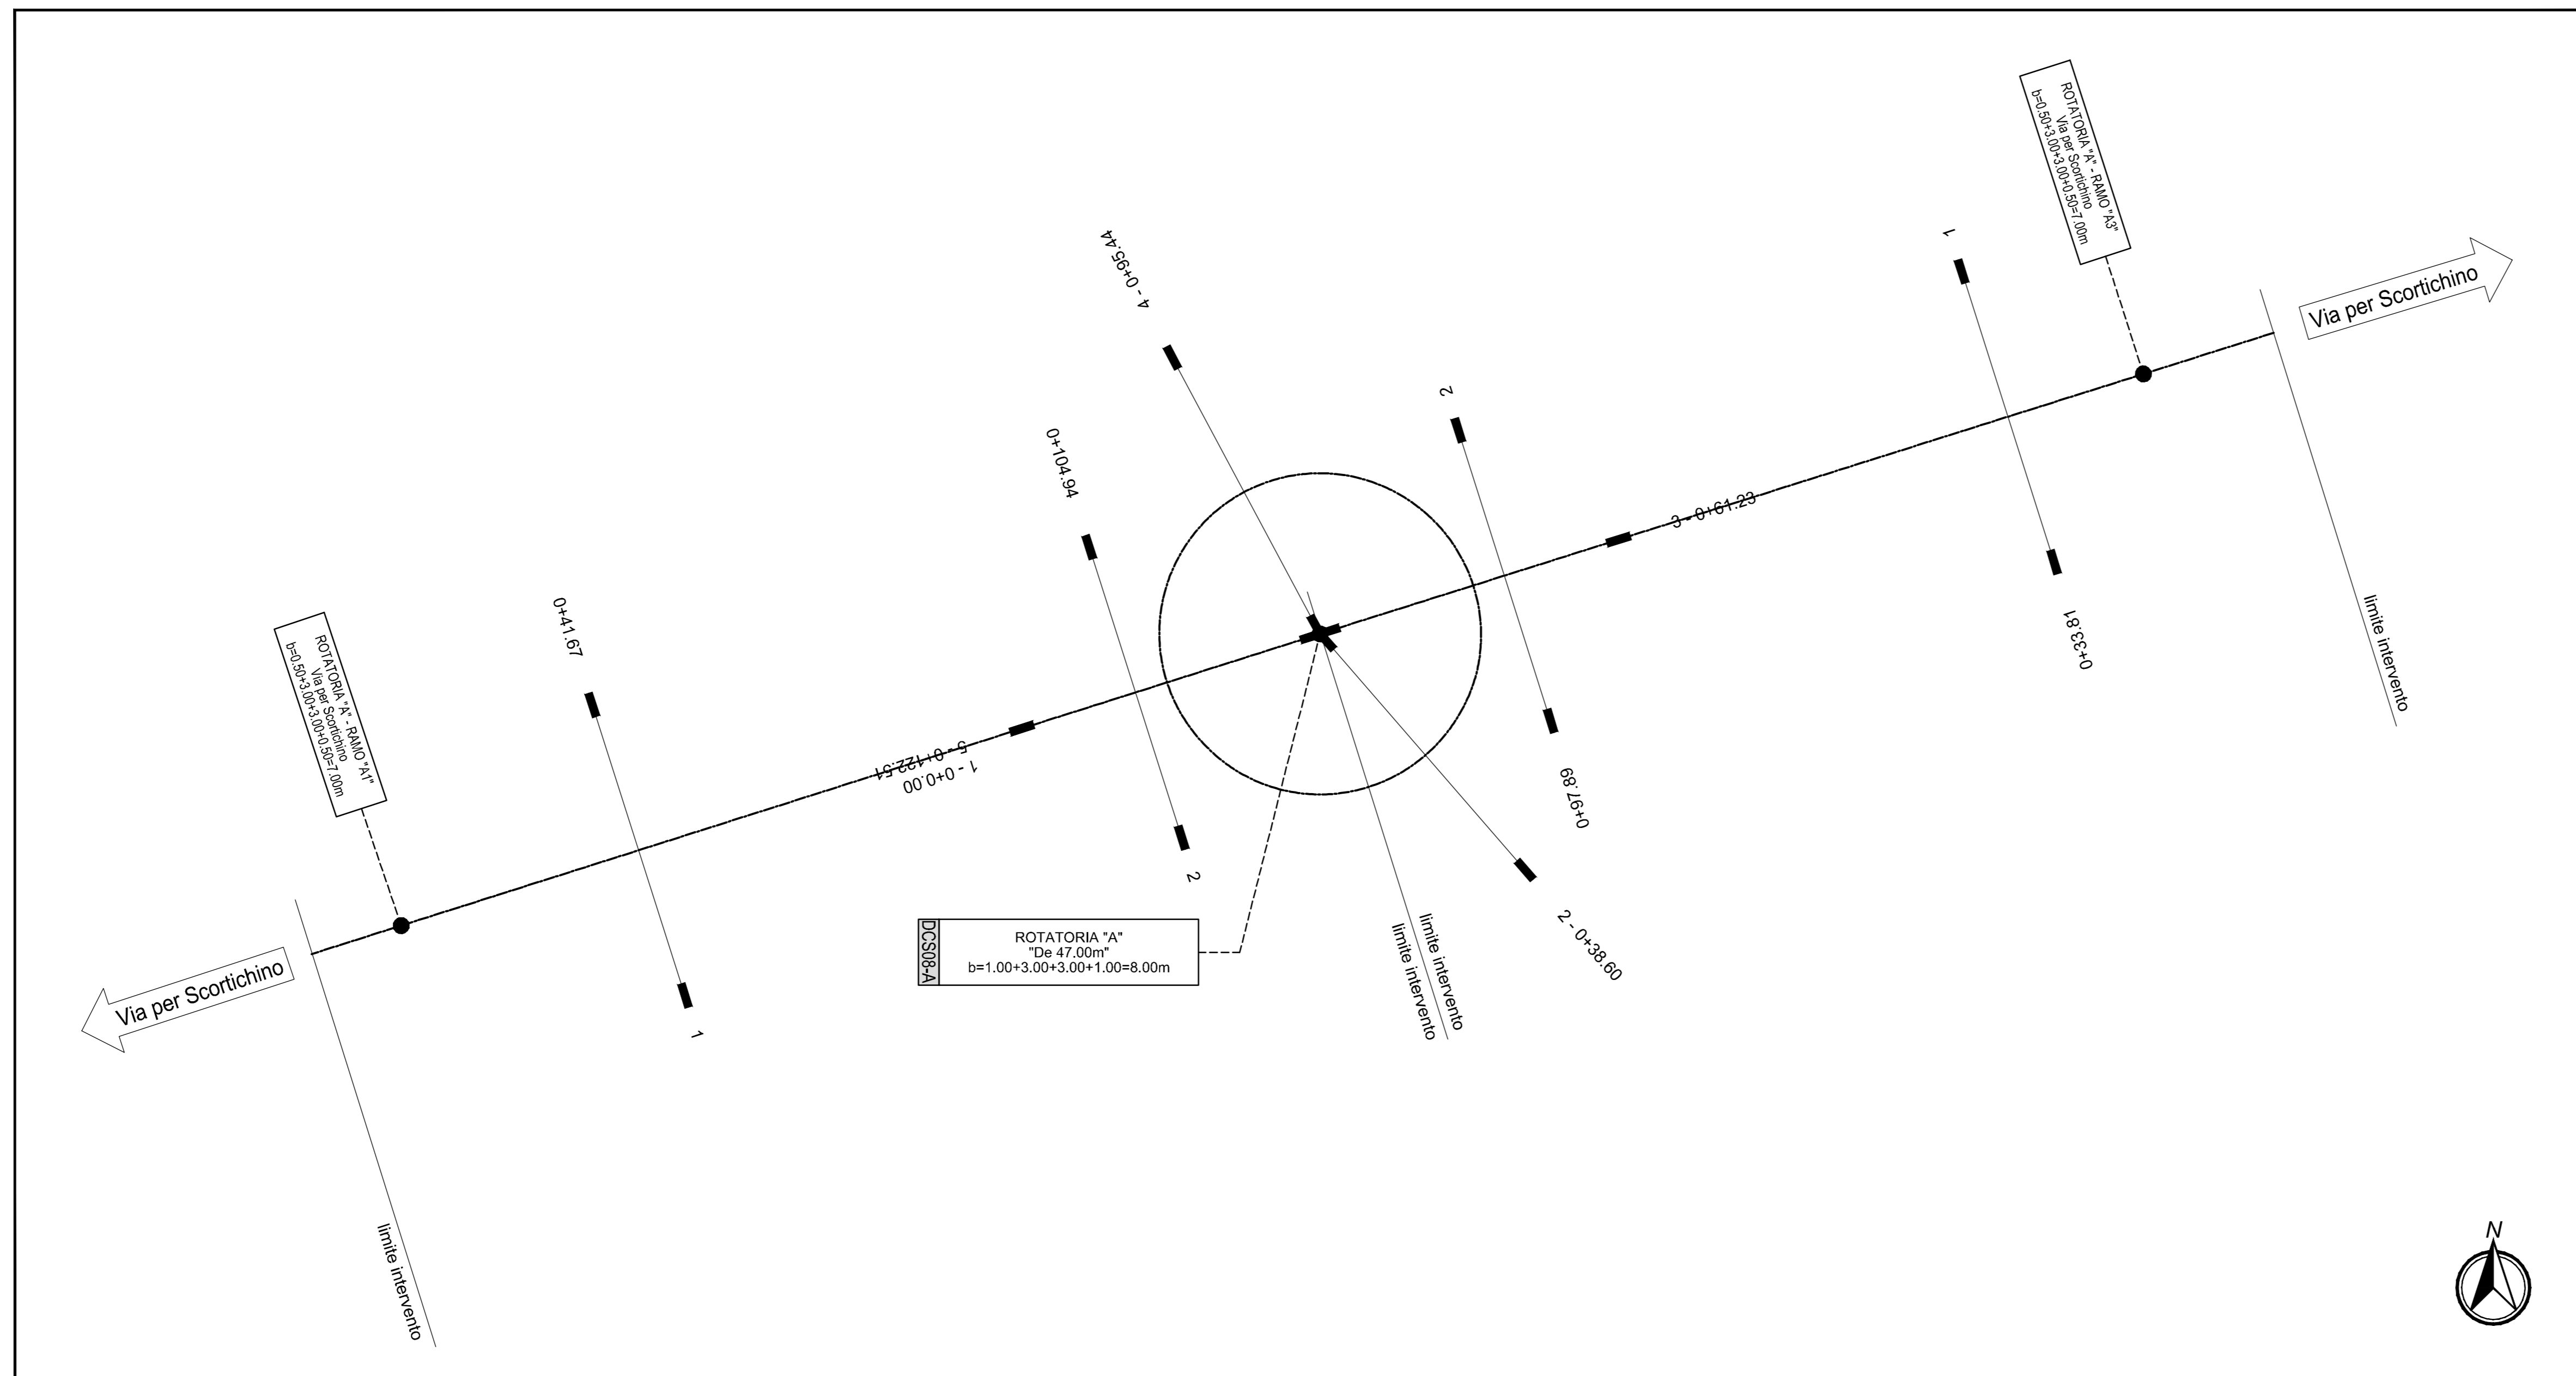 ROTATORIA "A" - RAMO "A3"
Via per Scortichino
b=0.50+3.00+3.00+0.50=7.00m
Via per Scortichino
1
4 - 0+95.44
2
0+104.94
3 - 0+61.23
0+41.67
0+33.81
limite intervento
ROTATORIA "A" - RAMO "A1"
Via per Scortichino
b=0.50+3.00+3.00+0.50=7.00m
5 - 0+122.51
1 - 0+0.00
0+97.89
2
2 - 0+38.60
DCS08-A
ROTATORIA "A"
"De 47.00m"
b=1.00+3.00+3.00+1.00=8.00m
limite intervento
limite intervento
Via per Scortichino
1
limite intervento
N